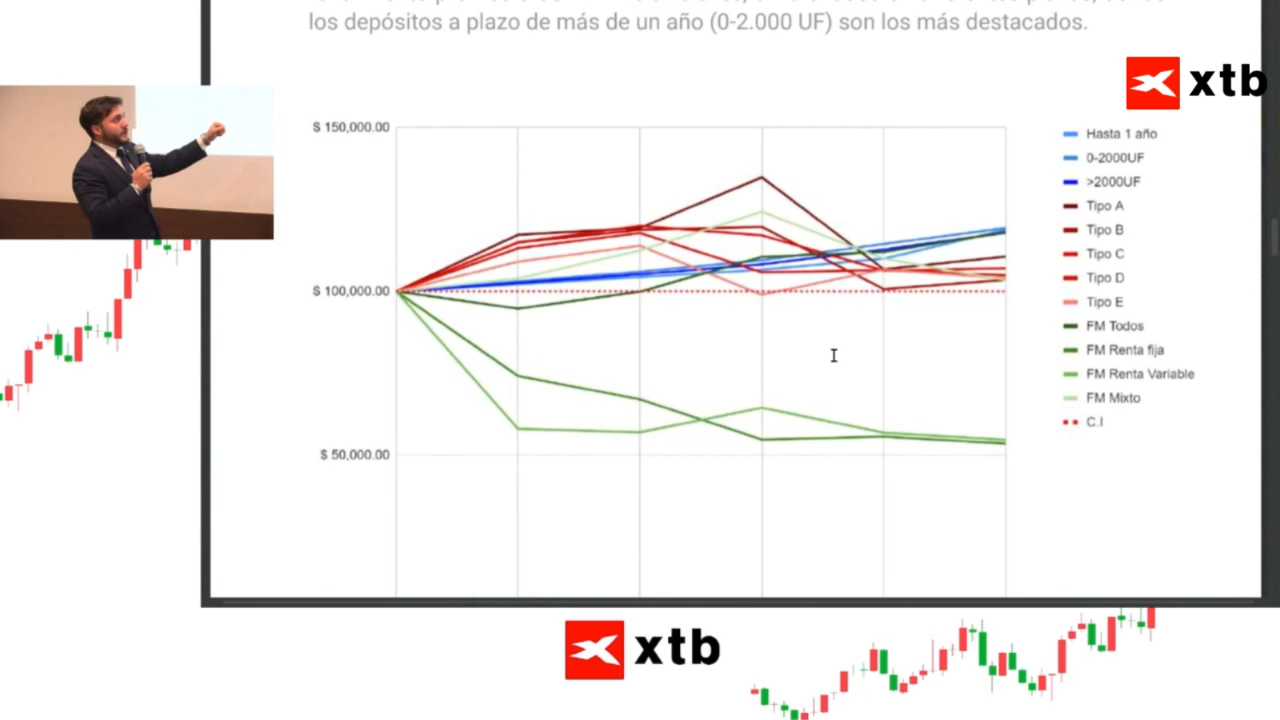 los depósitos a plazo de más de un año (0-2.000 UF) son los más destacados.
xtb
$ 150,000.00
$ 100,000.00
$ 50,000.00
Hasta 1 año
0-2000UF
>2000UF
Tipo A
Tipo B
Tipo C
Tipo D
Tipo E
FM Todos
FM Renta fija
FM Renta Variable
FM Mixto
C.I
xtb